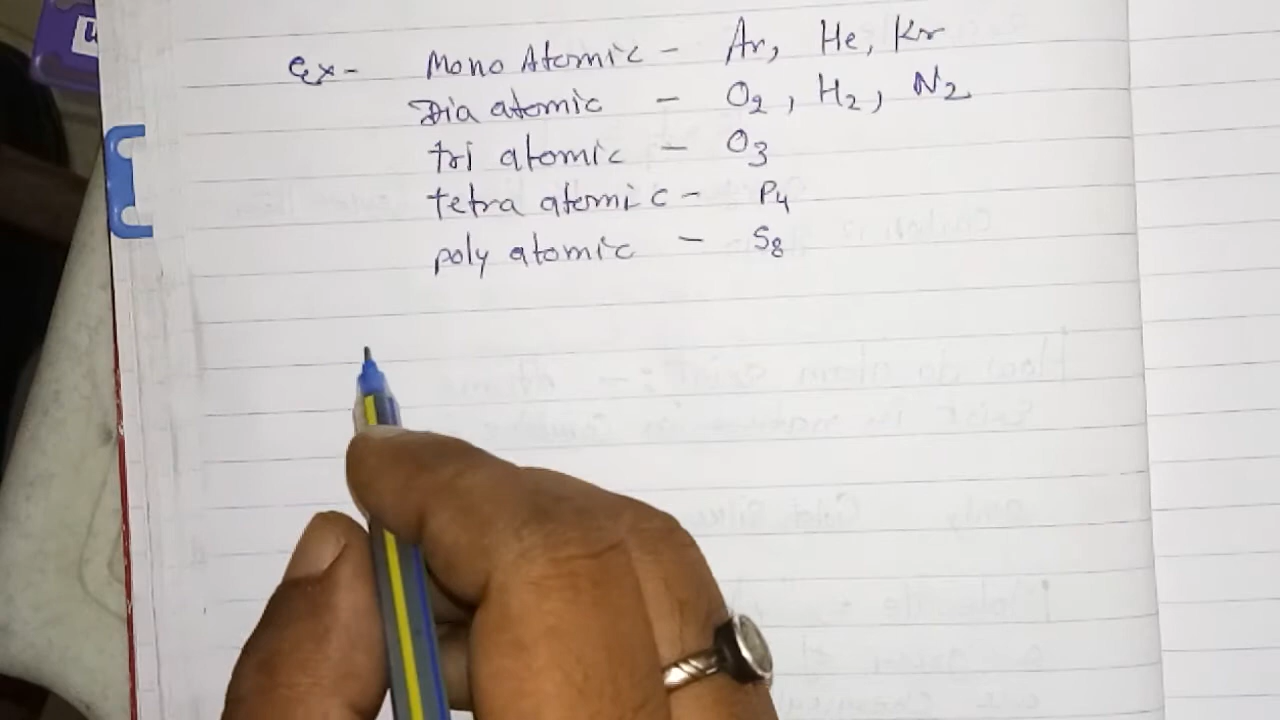 ex - Mono Atomic - Ar, He, Kr
Dia atomic - O2, H2, N2
tri atomic - O3
tetra atomic - P4
poly atomic - S8